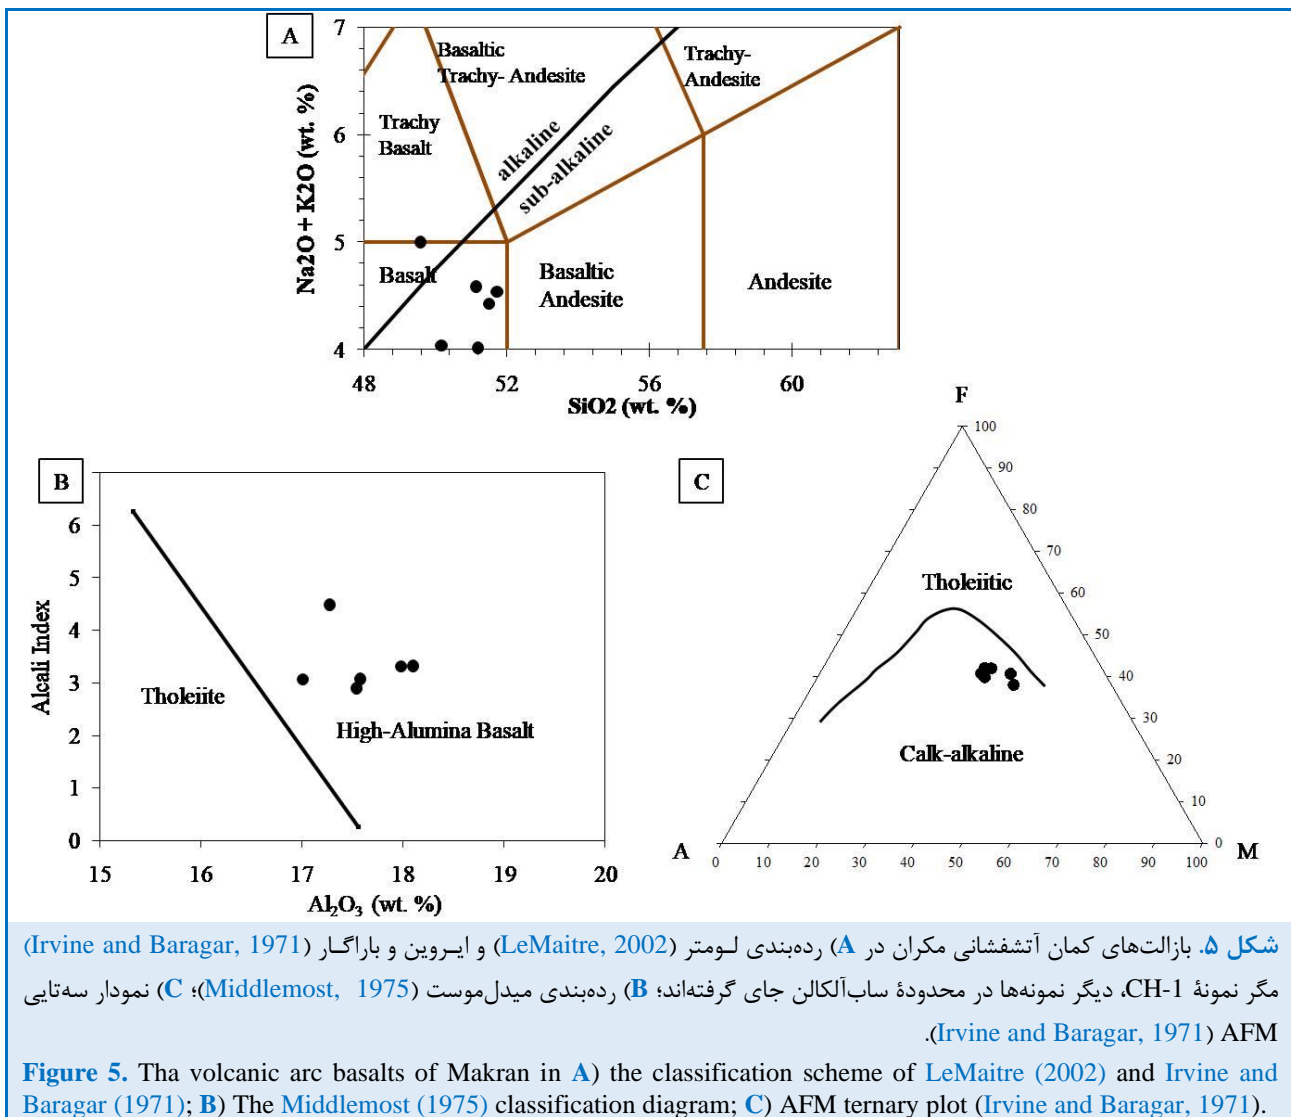 A
Na2O + K2O (wt. %)
7
6
5
4
Basaltic
Trachy- Andesite
Trachy-
Andesite
Trachy
Basalt
alkaline
sub-alkaline
Basalt
Basaltic
Andesite
Andesite
48 52 56 60
SiO2 (wt. %)
B
Alcali Index
6
5
4
3
2
1
0
Tholeiite
High-Alumina Basalt
15 16 17 18 19 20
Al₂O₃ (wt. %)
C
F
100
90
80
70
60
50
40
30
20
10
0
Tholeiitic
Calk-alkaline
A
M
0 10 20 30 40 50 60 70 80 90 100
شکل ۵. بازالت‌های کمان آتشفشانی مکران در A) رده‌بندی لـومتر (LeMaitre, 2002) و ایـروین و باراگـار (Irvine and Baragar, 1971)
مگر نمونهٔ CH-1، دیگر نمونه‌ها در محدودهٔ ساب‌آلکالن جای گرفته‌اند؛ B) رده‌بندی میدل‌موست (Middlemost, 1975)؛ C) نمودار سه‌تایی
AFM (Irvine and Baragar, 1971).
Figure 5. Tha volcanic arc basalts of Makran in A) the classification scheme of LeMaitre (2002) and Irvine and
Baragar (1971); B) The Middlemost (1975) classification diagram; C) AFM ternary plot (Irvine and Baragar, 1971).